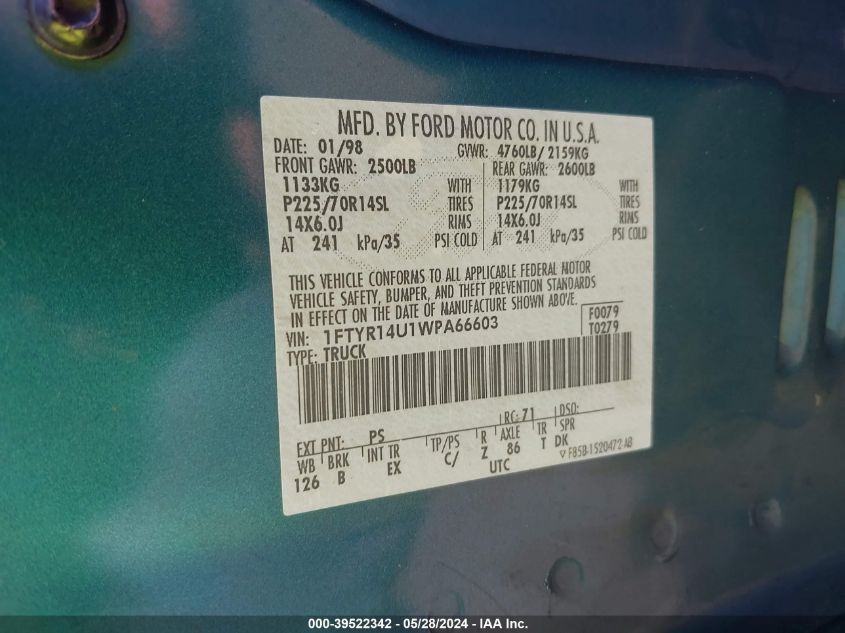 MFD. BY FORD MOTOR CO. IN U.S.A.
DATE: 01/98 GVWR: 4760LB/ 2159KG
FRONT GAWR: 2500LB REAR GAWR: 2600LB
1133KG WITH 1179KG WITH
P225/70R14SL TIRES P225/70R14SL TIRES
14X6.0J RIMS 14X6.0J RIMS
AT 241 kPa/35 PSI COLD AT 241 kPa/35 PSI COLD
THIS VEHICLE CONFORMS TO ALL APPLICABLE FEDERAL MOTOR
VEHICLE SAFETY, BUMPER, AND THEFT PREVENTION STANDARDS
IN EFFECT ON THE DATE OF MANUFACTURE SHOWN ABOVE.
VIN: 1FTYR14U1WPA66603 F0079
TYPE: TRUCK T0279
EXT PNT: PS RC: 71 DSO:
WB BRK INT TR TP/PS R AXLE TR SPR
126 B EX C/ Z 86 T DK
UTC F85B-1520472-AB
000-39522342 - 05/28/2024 - IAA Inc.